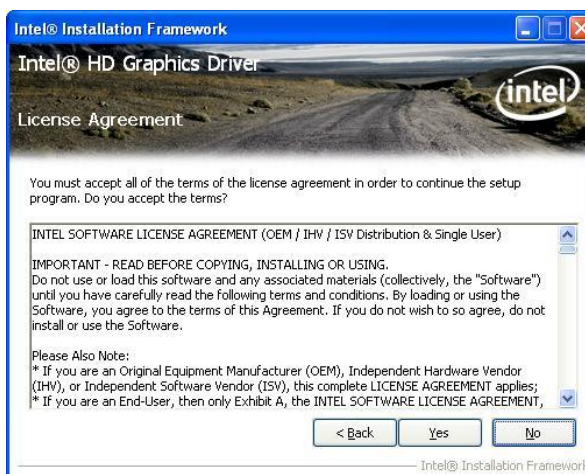 Intel® Installation Framework
Intel® HD Graphics Driver
intel
License Agreement
You must accept all of the terms of the license agreement in order to continue the setup
program. Do you accept the terms?
INTEL SOFTWARE LICENSE AGREEMENT (OEM / IHV / ISV Distribution & Single User)
IMPORTANT - READ BEFORE COPYING, INSTALLING OR USING.
Do not use or load this software and any associated materials (collectively, the "Software")
until you have carefully read the following terms and conditions. By loading or using the
Software, you agree to the terms of this Agreement. If you do not wish to so agree, do not
install or use the Software.
Please Also Note:
* If you are an Original Equipment Manufacturer (OEM), Independent Hardware Vendor
(IHV), or Independent Software Vendor (ISV), this complete LICENSE AGREEMENT applies;
* If you are an End-User, then only Exhibit A, the INTEL SOFTWARE LICENSE AGREEMENT,
< Back Yes No
Intel® Installation Framework